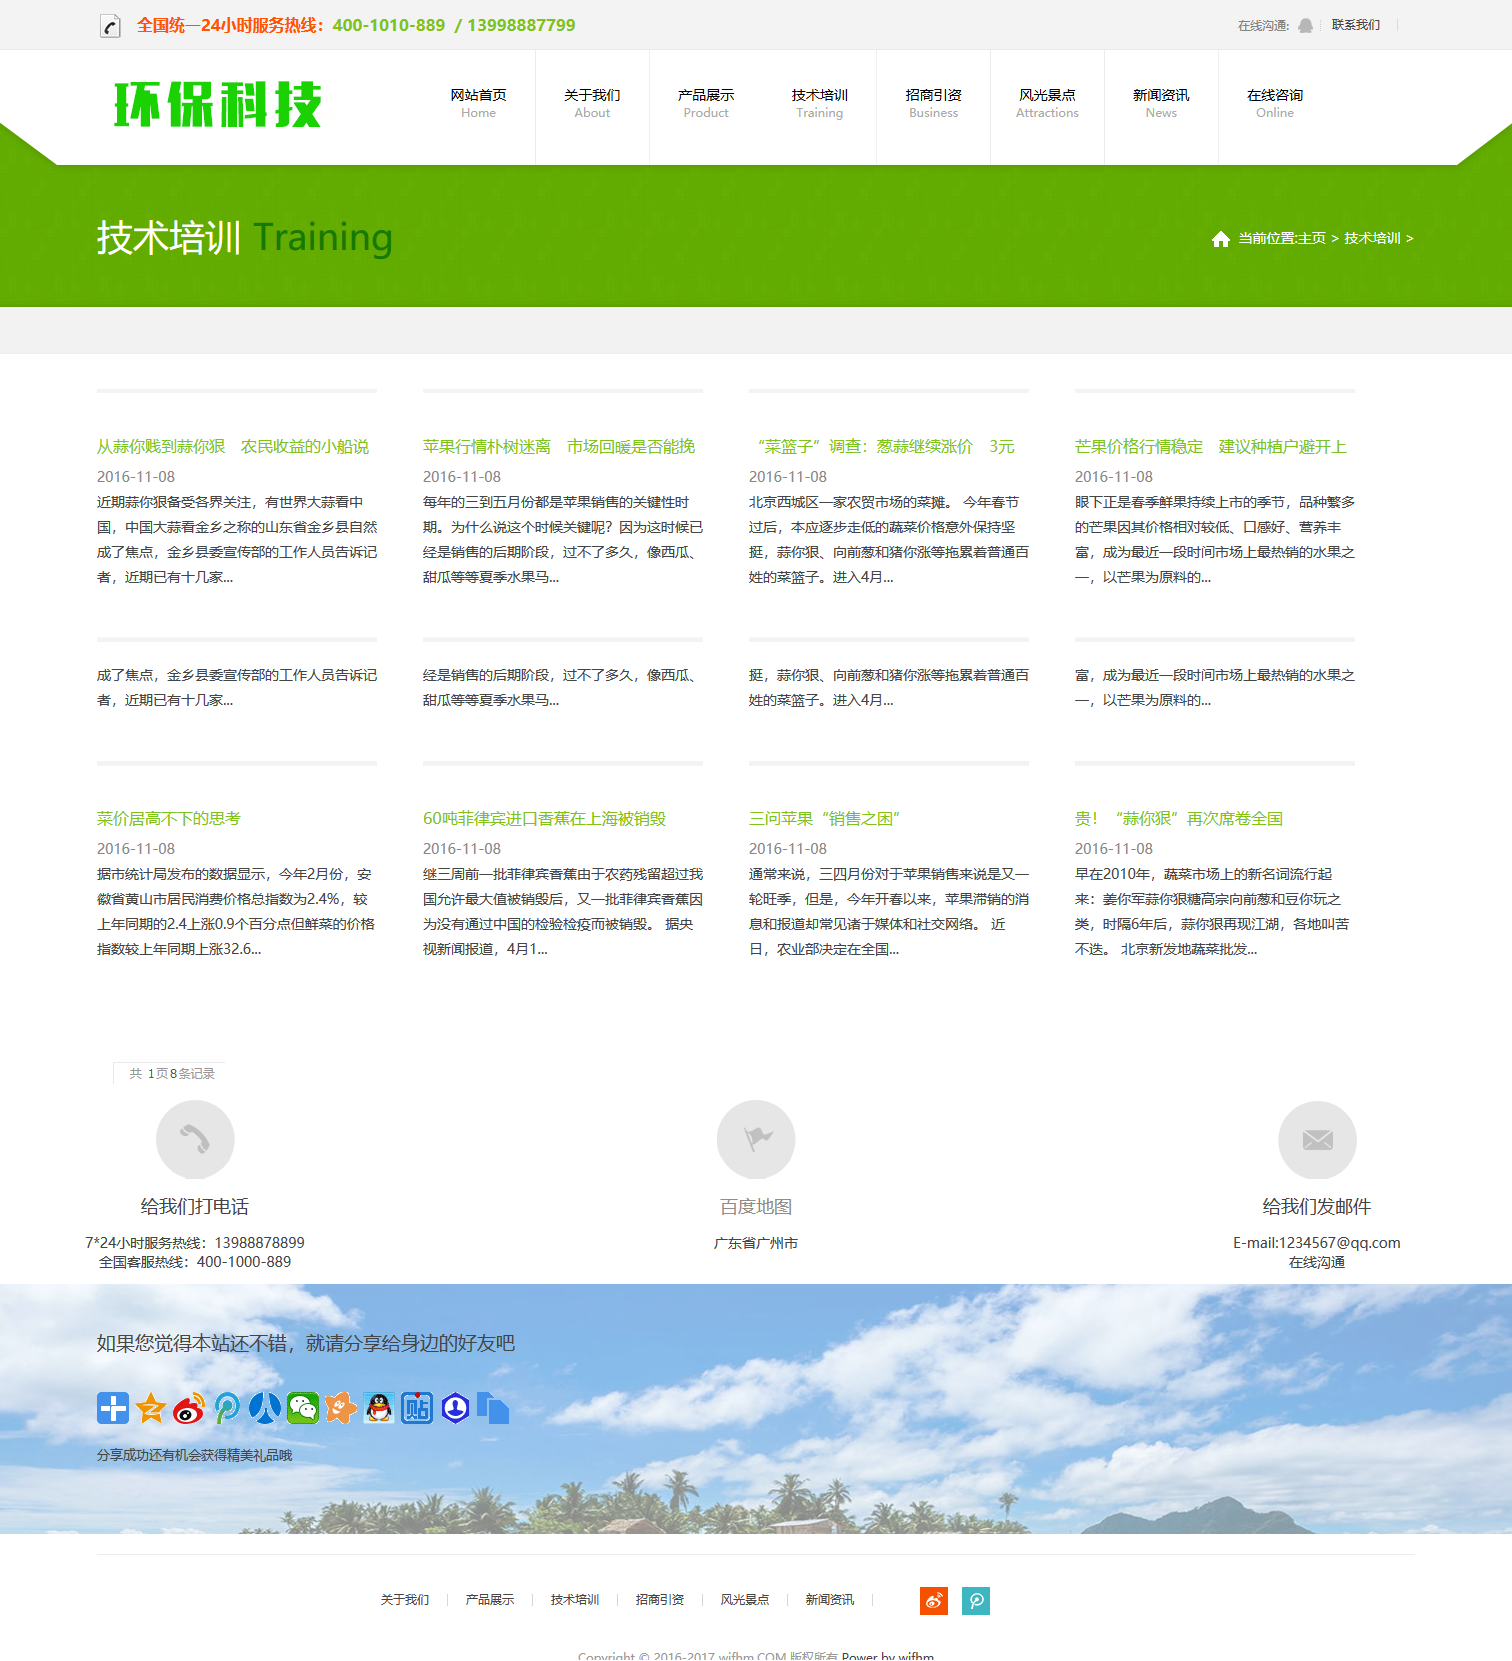 全国统一24小时服务热线：400-1010-889 / 13998887799
在线沟通: 联系我们
环保科技
网站首页 关于我们 产品展示 技术培训 招商引资 风光景点 新闻资讯 在线咨询
Home About Product Training Business Attractions News Online
技术培训 Training
当前位置:主页 > 技术培训 >
从蒜你贱到蒜你狠　农民收益的小船说
2016-11-08
近期蒜你狠备受各界关注，有世界大蒜看中
国，中国大蒜看金乡之称的山东省金乡县自然
成了焦点，金乡县委宣传部的工作人员告诉记
者，近期已有十几家...
苹果行情朴树迷离　市场回暖是否能挽
2016-11-08
每年的三到五月份都是苹果销售的关键性时
期。为什么说这个时候关键呢？因为这时候已
经是销售的后期阶段，过不了多久，像西瓜、
甜瓜等等夏季水果马...
“菜篮子”调查：葱蒜继续涨价　3元
2016-11-08
北京西城区一家农贸市场的菜摊。 今年春节
过后，本应逐步走低的蔬菜价格意外保持坚
挺，蒜你狠、向前葱和猪你涨等拖累着普通百
姓的菜篮子。进入4月...
芒果价格行情稳定　建议种植户避开上
2016-11-08
眼下正是春季鲜果持续上市的季节，品种繁多
的芒果因其价格相对较低、口感好、营养丰
富，成为最近一段时间市场上最热销的水果之
一，以芒果为原料的...
成了焦点，金乡县委宣传部的工作人员告诉记
者，近期已有十几家...
经是销售的后期阶段，过不了多久，像西瓜、
甜瓜等等夏季水果马...
挺，蒜你狠、向前葱和猪你涨等拖累着普通百
姓的菜篮子。进入4月...
富，成为最近一段时间市场上最热销的水果之
一，以芒果为原料的...
菜价居高不下的思考
2016-11-08
据市统计局发布的数据显示，今年2月份，安
徽省黄山市居民消费价格总指数为2.4%，较
上年同期的2.4上涨0.9个百分点但鲜菜的价格
指数较上年同期上涨32.6...
60吨菲律宾进口香蕉在上海被销毁
2016-11-08
继三周前一批菲律宾香蕉由于农药残留超过我
国允许最大值被销毁后，又一批菲律宾香蕉因
为没有通过中国的检验检疫而被销毁。 据央
视新闻报道，4月1...
三问苹果“销售之困”
2016-11-08
通常来说，三四月份对于苹果销售来说是又一
轮旺季，但是，今年开春以来，苹果滞销的消
息和报道却常见诸于媒体和社交网络。 近
日，农业部决定在全国...
贵！“蒜你狠”再次席卷全国
2016-11-08
早在2010年，蔬菜市场上的新名词流行起
来：姜你军蒜你狠糖高宗向前葱和豆你玩之
类，时隔6年后，蒜你狠再现江湖，各地叫苦
不迭。 北京新发地蔬菜批发...
共 1页8条记录
给我们打电话
7*24小时服务热线：13988878899
全国客服热线：400-1000-889
百度地图
广东省广州市
给我们发邮件
E-mail:1234567@qq.com
在线沟通
如果您觉得本站还不错，就请分享给身边的好友吧
贴
分享成功还有机会获得精美礼品哦
关于我们 产品展示 技术培训 招商引资 风光景点 新闻资讯
Copyright © 2016-2017 wifhm.COM 版权所有 Power by wifhm